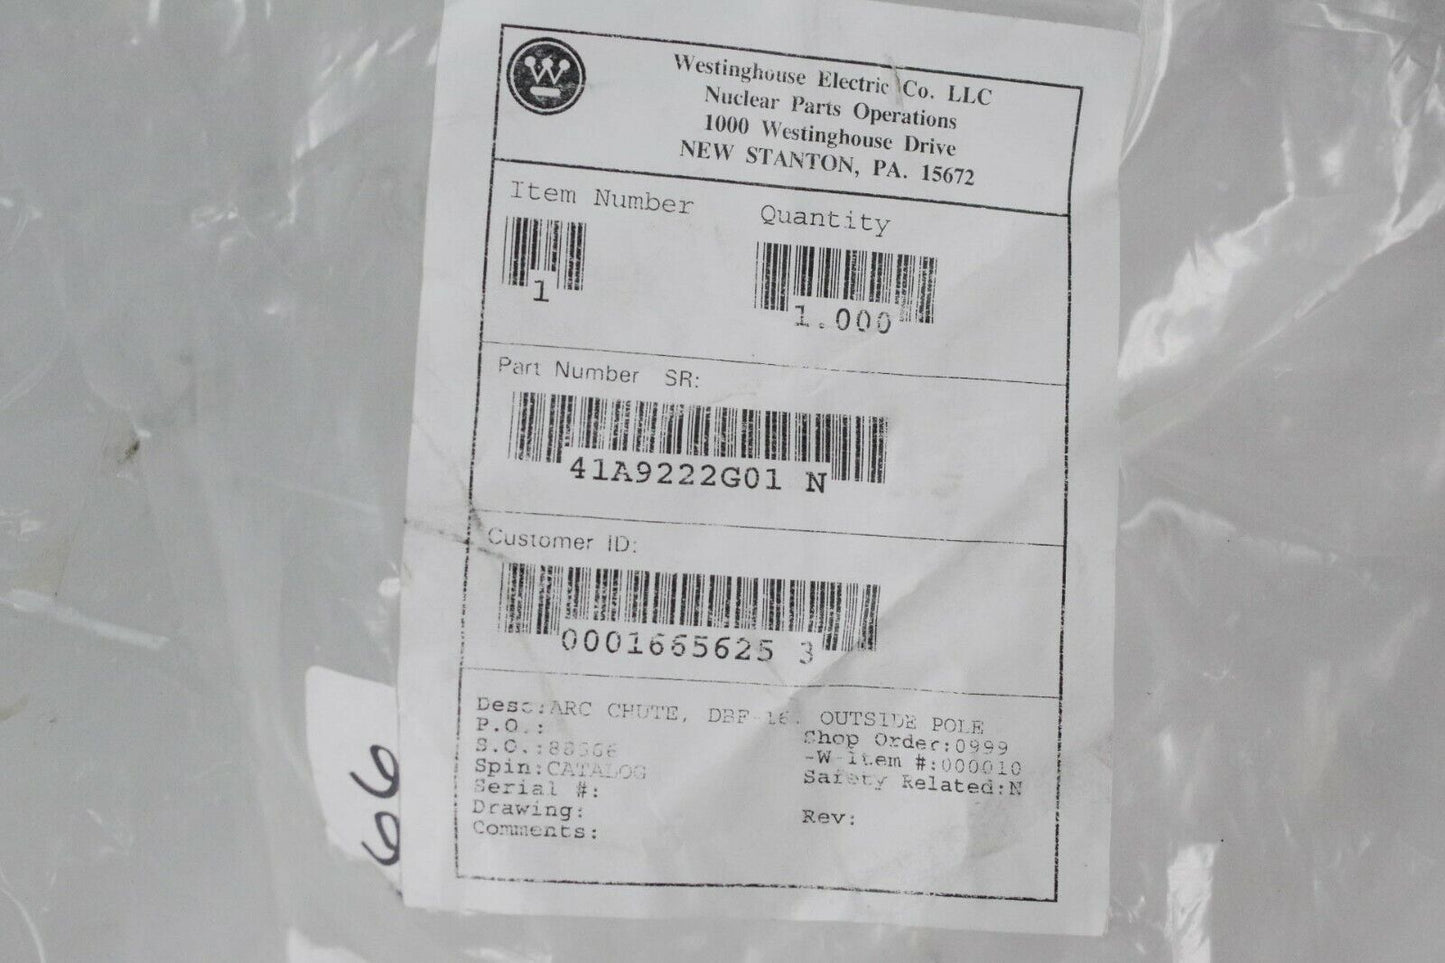 W
Westinghouse Electric Co. LLC
Nuclear Parts Operations
1000 Westinghouse Drive
NEW STANTON, PA. 15672
Item Number Quantity
1 1.000
Part Number SR:
41A9222G01 N
Customer ID:
0001665625 3
Desc:ARC CHUTE, OUTSIDE POLE
P.O.: Shop Order:0999
S.O.: -W-Item #:000010
Spin:CATALOG Safety Related:N
Serial #:
Drawing: Rev:
Comments:
66